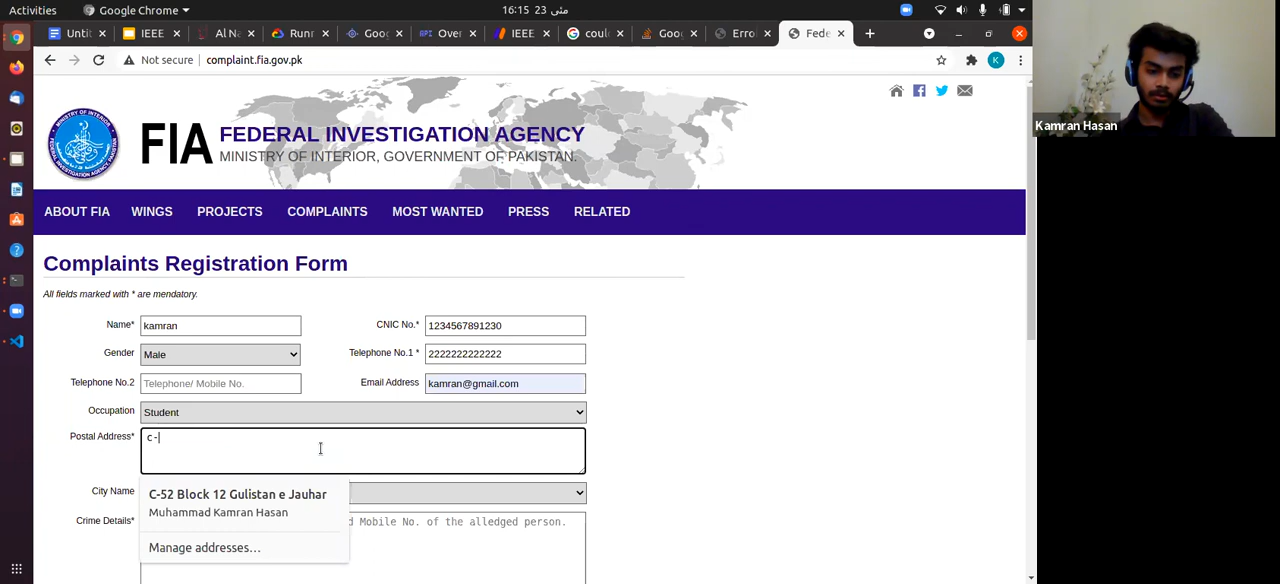 Activities
Google Chrome
مئی 23 16:15
Untit
IEEE
Al Na
Runn
Goog
Over
IEEE
coul
Goog
Erro
Fede
Not secure
complaint.fia.gov.pk
K
FIA
FEDERAL INVESTIGATION AGENCY
MINISTRY OF INTERIOR, GOVERNMENT OF PAKISTAN.
Kamran Hasan
ABOUT FIA
WINGS
PROJECTS
COMPLAINTS
MOST WANTED
PRESS
RELATED
Complaints Registration Form
All fields marked with * are mandatory.
Name*
kamran
CNIC No.*
1234567891230
Gender
Male
Telephone No.1 *
2222222222222
Telephone No.2
Telephone/ Mobile No.
Email Address
kamran@gmail.com
Occupation
Student
Postal Address*
c-
City Name
C-52 Block 12 Gulistan e Jauhar
Muhammad Kamran Hasan
Manage addresses…
Crime Details*
d Mobile No. of the alledged person.